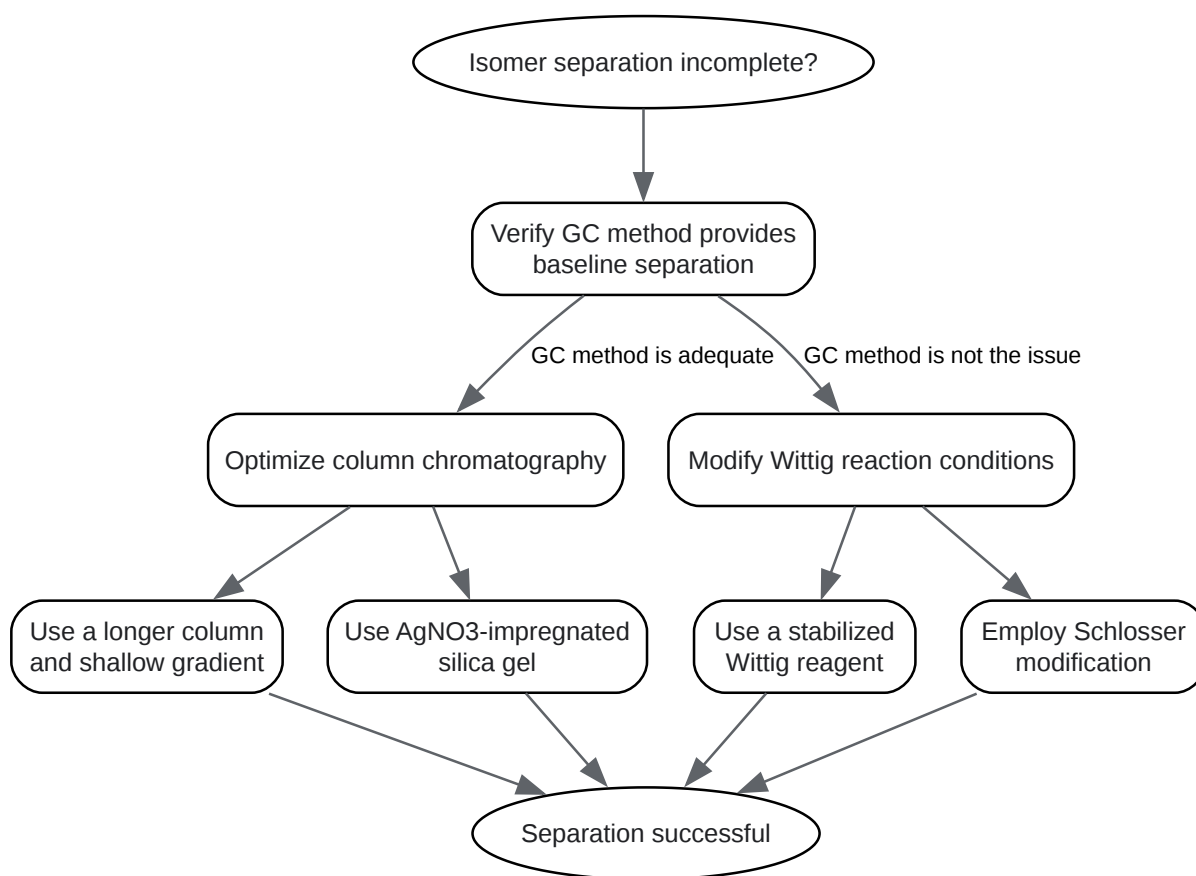 Isomer separation incomplete?
Verify GC method provides
baseline separation
GC method is adequate
GC method is not the issue
Optimize column chromatography
Modify Wittig reaction conditions
Use a longer column
and shallow gradient
Use AgNO3-impregnated
silica gel
Use a stabilized
Wittig reagent
Employ Schlosser
modification
Separation successful